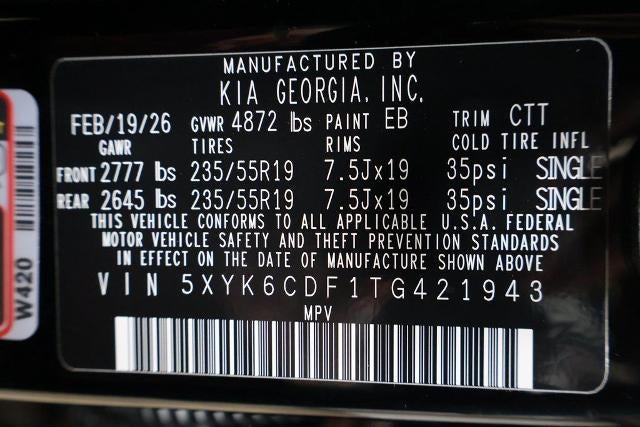 MANUFACTURED BY
KIA GEORGIA, INC.
FEB/19/26 GVWR 4872 lbs PAINT EB TRIM CTT
GAWR TIRES RIMS COLD TIRE INFL
FRONT 2777 lbs 235/55R19 7.5Jx19 35psi SINGLE
REAR 2645 lbs 235/55R19 7.5Jx19 35psi SINGLE
THIS VEHICLE CONFORMS TO ALL APPLICABLE U.S.A. FEDERAL
MOTOR VEHICLE SAFETY AND THEFT PREVENTION STANDARDS
IN EFFECT ON THE DATE OF MANUFACTURE SHOWN ABOVE
VIN 5XYK6CDF1TG421943
MPV
W420